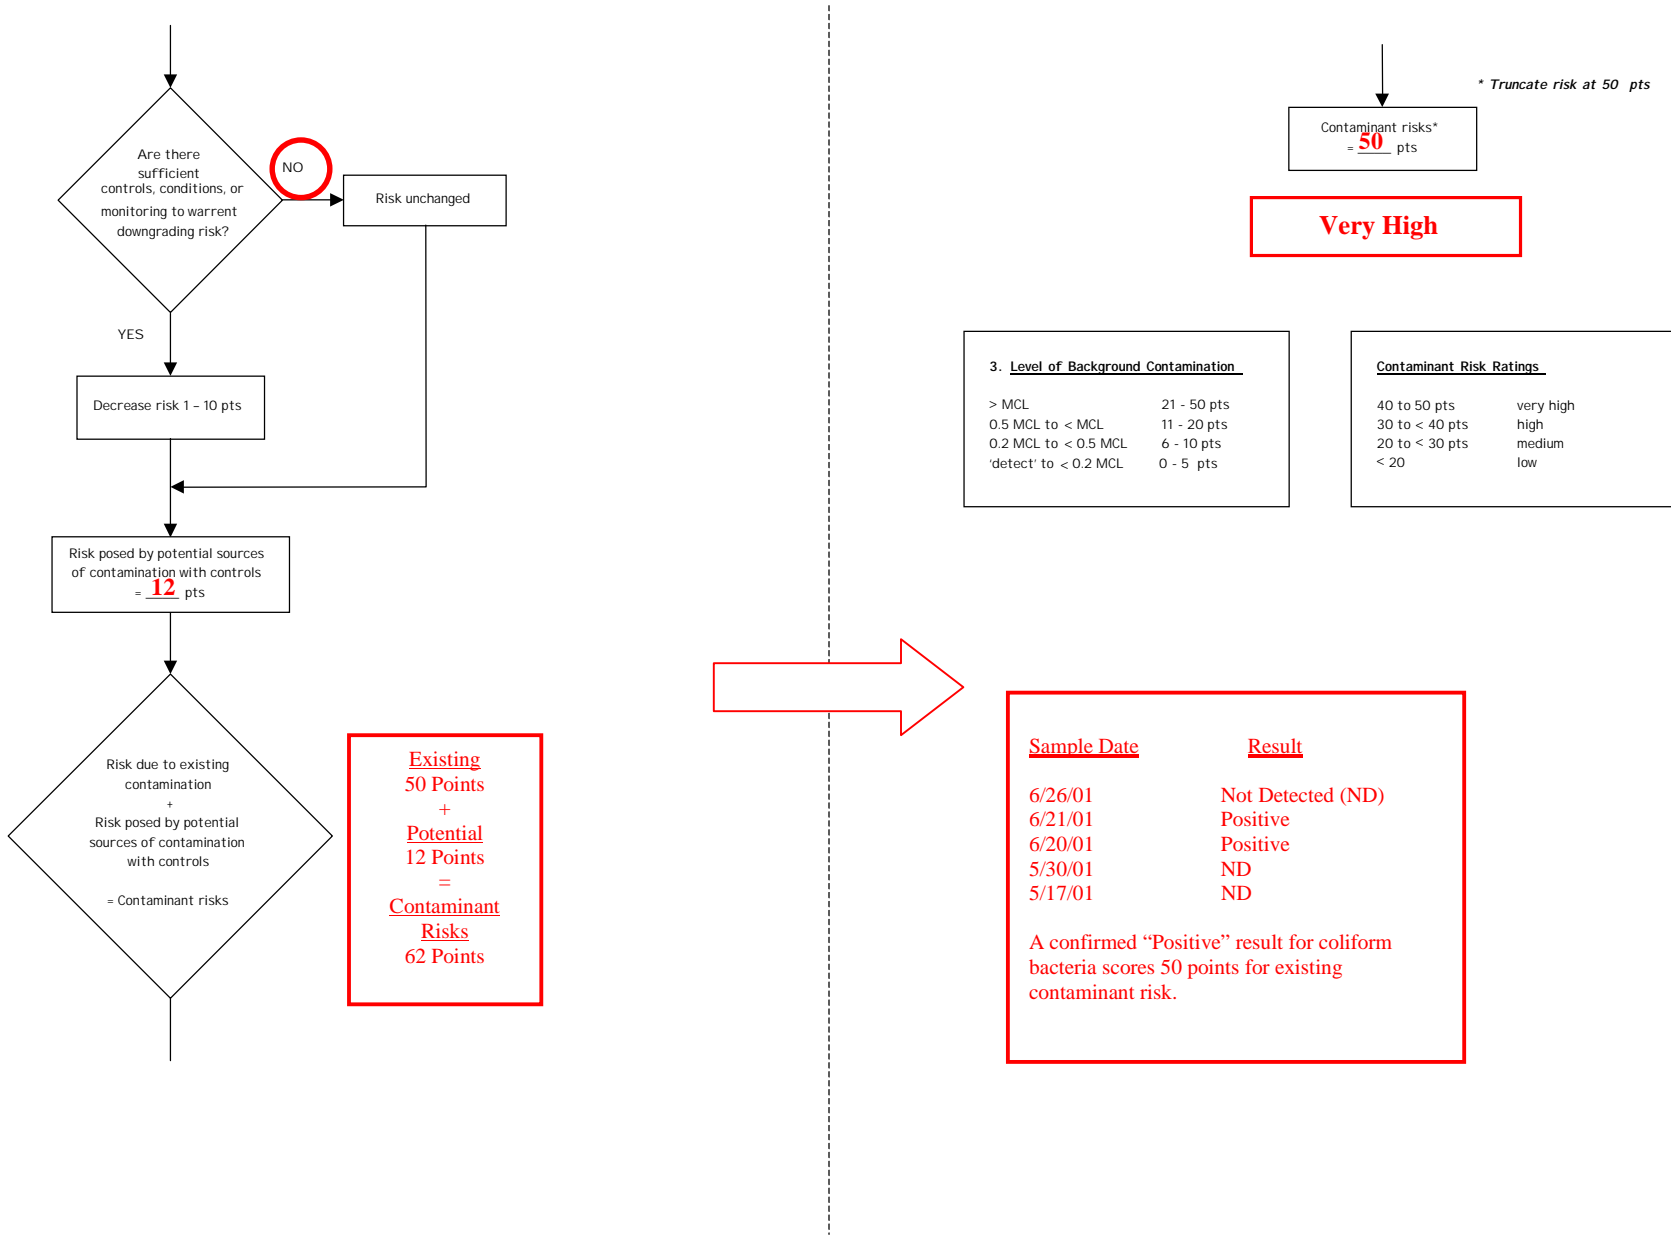 Are there
sufficient
controls, conditions, or
monitoring to warrent
downgrading risk?
NO
Risk unchanged
YES
Decrease risk 1 – 10 pts
Risk posed by potential sources
of contamination with controls
= 12 pts
Risk due to existing
contamination
+
Risk posed by potential
sources of contamination
with controls
= Contaminant risks
Existing
50 Points
+
Potential
12 Points
=
Contaminant
Risks
62 Points
* Truncate risk at 50 pts
Contaminant risks*
= 50 pts
Very High
3. Level of Background Contamination
> MCL 21 - 50 pts
0.5 MCL to < MCL 11 - 20 pts
0.2 MCL to < 0.5 MCL 6 - 10 pts
'detect' to < 0.2 MCL 0 - 5 pts
Contaminant Risk Ratings
40 to 50 pts very high
30 to < 40 pts high
20 to < 30 pts medium
< 20 low
Sample Date Result
6/26/01 Not Detected (ND)
6/21/01 Positive
6/20/01 Positive
5/30/01 ND
5/17/01 ND
A confirmed “Positive” result for coliform
bacteria scores 50 points for existing
contaminant risk.